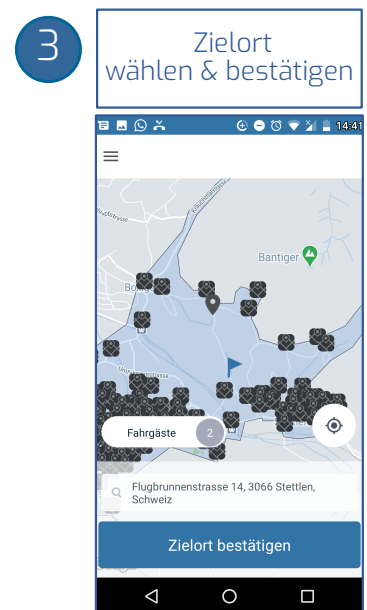 3
Zielort
wählen & bestätigen
14:41
Bantiger
Fahrgäste
2
Flugbrunnenstrasse 14, 3066 Stettlen,
Schweiz
Zielort bestätigen